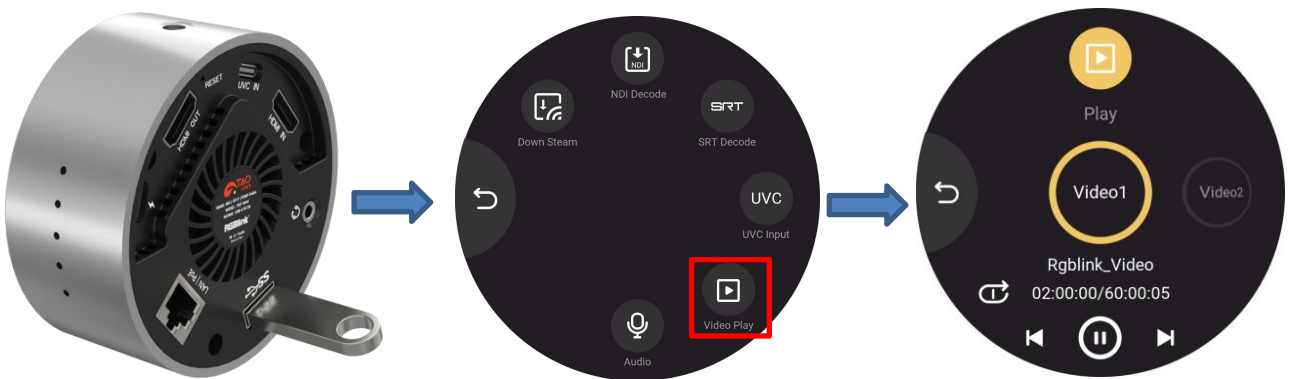 RESET
UVC IN
HDMI OUT
HDMI IN
TAO
RGBlink
LAN | PoE
NDI Decode
NDI
Down Steam
SRT
SRT Decode
UVC
UVC Input
Video Play
Audio
Play
Video1
Video2
Rgblink_Video
02:00:00/60:00:05